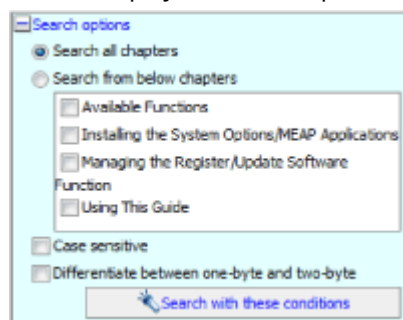 Search options
Search all chapters
Search from below chapters
Available Functions
Installing the System Options/MEAP Applications
Managing the Register/Update Software
Function
Using This Guide
Case sensitive
Differentiate between one-byte and two-byte
Search with these conditions